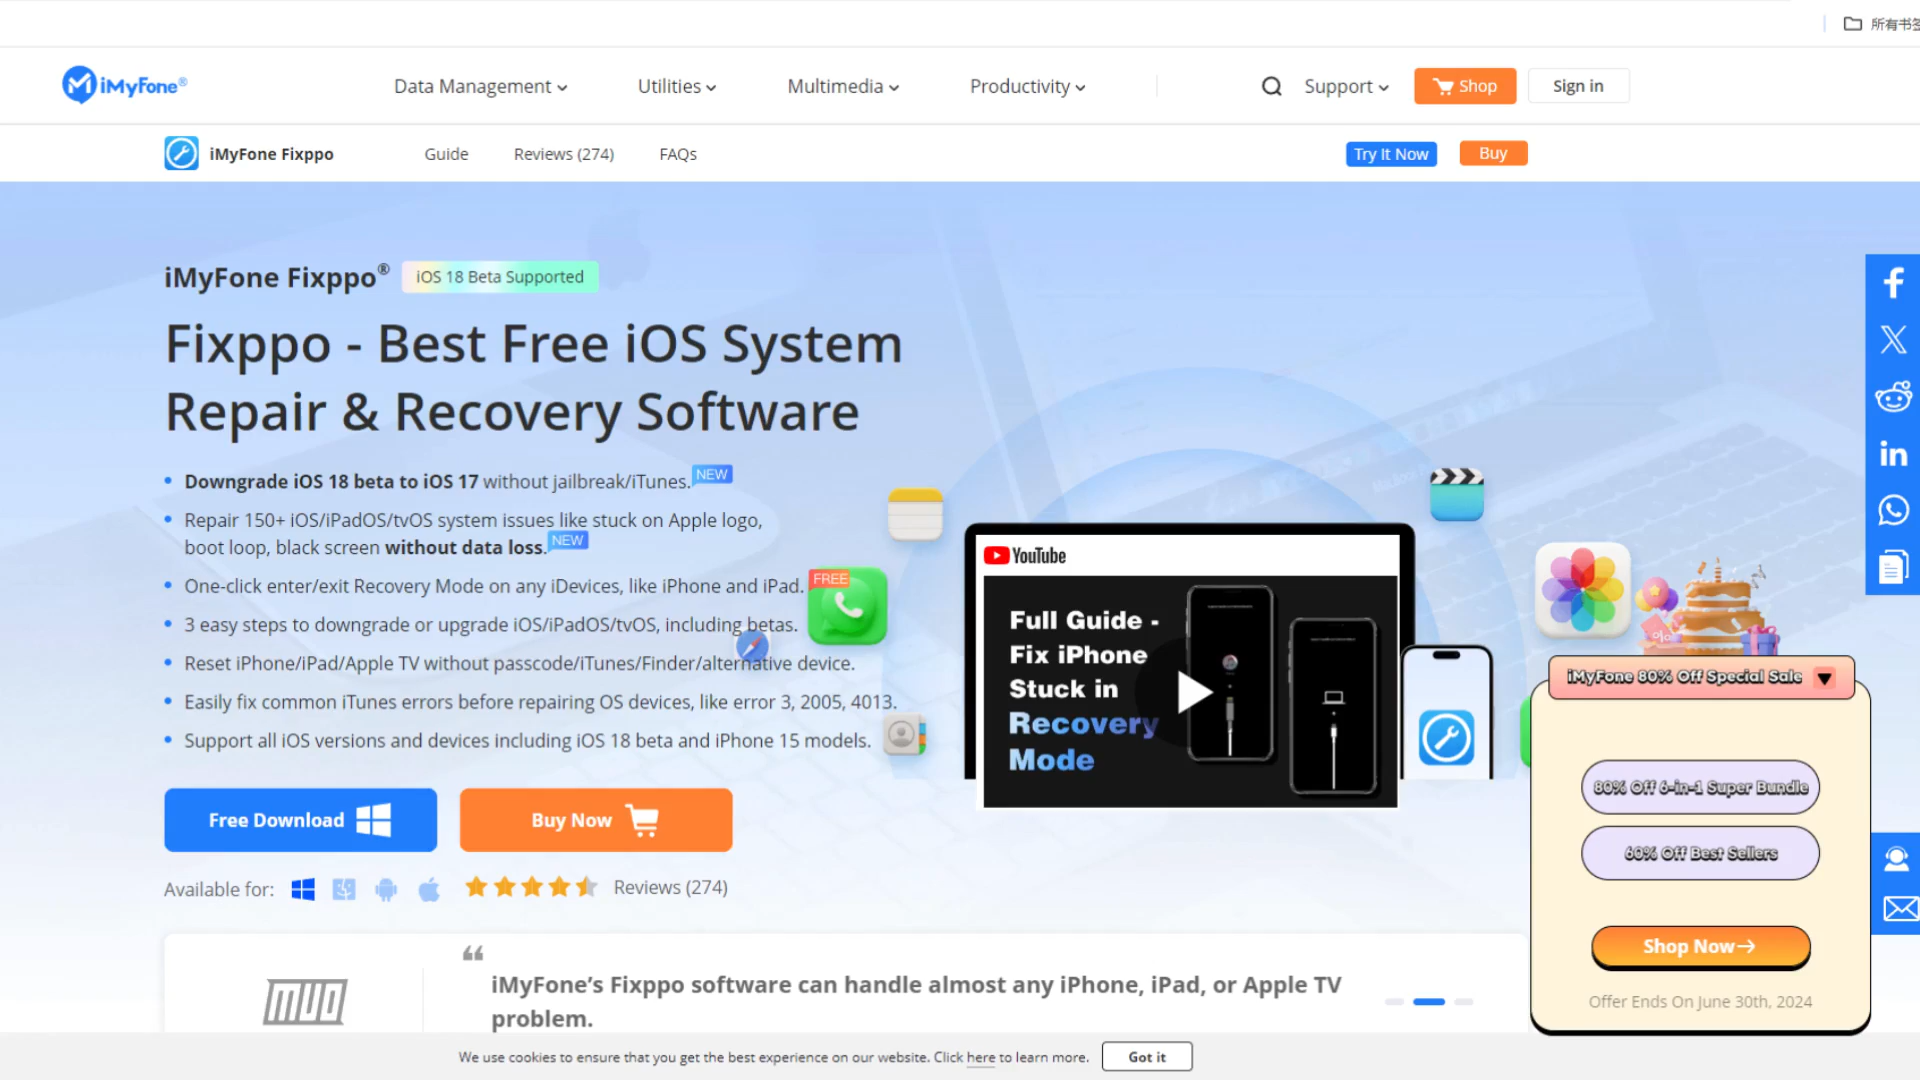 所有书签
iMyFone®
Data Management
Utilities
Multimedia
Productivity
Support
Shop
Sign in
iMyFone Fixppo
Guide
Reviews (274)
FAQs
Try It Now
Buy
iMyFone Fixppo®
iOS 18 Beta Supported
Fixppo - Best Free iOS System
Repair & Recovery Software
Downgrade iOS 18 beta to iOS 17 without jailbreak/iTunes. NEW
Repair 150+ iOS/iPadOS/tvOS system issues like stuck on Apple logo,
boot loop, black screen without data loss. NEW
One-click enter/exit Recovery Mode on any iDevices, like iPhone and iPad. FREE
3 easy steps to downgrade or upgrade iOS/iPadOS/tvOS, including betas.
Reset iPhone/iPad/Apple TV without passcode/iTunes/Finder/alternative device.
Easily fix common iTunes errors before repairing OS devices, like error 3, 2005, 4013.
Support all iOS versions and devices including iOS 18 beta and iPhone 15 models.
Free Download
Buy Now
Available for:
Reviews (274)
YouTube
Full Guide -
Fix iPhone
Stuck in
Recovery
Mode
iMyFone 80% Off Special Sale
80% Off 6-in-1 Super Bundle
60% Off Best Sellers
Shop Now→
Offer Ends On June 30th, 2024
MUO
“
iMyFone’s Fixppo software can handle almost any iPhone, iPad, or Apple TV
problem.
We use cookies to ensure that you get the best experience on our website. Click here to learn more.
Got it